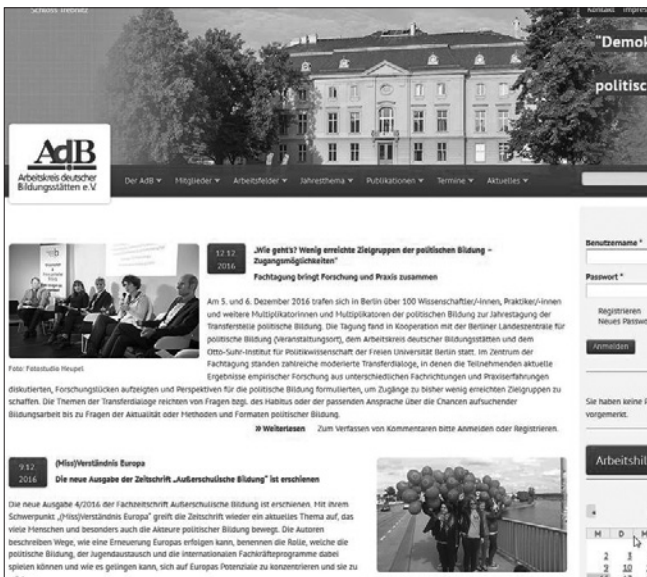 Schloss Trebnitz
Kontakt Impres
"Demok
politisc
AdB
Arbeitskreis deutscher
Bildungsstätten e.V.
Der AdB Mitglieder Arbeitsfelder Jahresthema Publikationen Termine Aktuelles
12.12.
2016
„Wie geht's? Wenig erreichte Zielgruppen der politischen Bildung –
Zugangsmöglichkeiten"
Fachtagung bringt Forschung und Praxis zusammen
Am 5. und 6. Dezember 2016 trafen sich in Berlin über 100 Wissenschaftler/-innen, Praktiker/-innen
und weitere Multiplikatorinnen und Multiplikatoren der politischen Bildung zur Jahrestagung der
Transferstelle politische Bildung. Die Tagung fand in Kooperation mit der Berliner Landeszentrale für
politische Bildung (Veranstaltungsort), dem Arbeitskreis deutscher Bildungsstätten und dem
Otto-Suhr-Institut für Politikwissenschaft der Freien Universität Berlin statt. Im Zentrum der
Fachtagung standen zahlreiche moderierte Transferdialoge, in denen die Teilnehmenden aktuelle
Ergebnisse empirischer Forschung aus unterschiedlichen Fachrichtungen und Praxiserfahrungen
Foto: Fotostudio Heupel
diskutierten, Forschungslücken aufzeigten und Perspektiven für die politische Bildung formulierten, um Zugänge zu bisher wenig erreichten Zielgruppen zu
schaffen. Die Themen der Transferdialoge reichten von Fragen bzgl. des Habitus oder der passenden Ansprache über die Chancen aufsuchender
Bildungsarbeit bis zu Fragen der Aktualität oder Methoden und Formaten politischer Bildung.
» Weiterlesen Zum Verfassen von Kommentaren bitte Anmelden oder Registrieren.
9.12.
2016
(Miss)Verständnis Europa
Die neue Ausgabe der Zeitschrift „Außerschulische Bildung" ist erschienen
Die neue Ausgabe 4/2016 der Fachzeitschrift Außerschulische Bildung ist erschienen. Mit ihrem
Schwerpunkt „(Miss)Verständnis Europa" greift die Zeitschrift wieder ein aktuelles Thema auf, das
viele Menschen und besonders auch die Akteure politischer Bildung bewegt. Die Autoren
beschreiben Wege, wie eine Erneuerung Europas erfolgen kann, benennen die Rolle, welche die
politische Bildung, der Jugendaustausch und die internationalen Fachkräfteprogramme dabei
spielen können und wie es gelingen kann, sich auf Europas Potenziale zu konzentrieren und sie zu
Benutzername *
Passwort *
Registrieren
Neues Passwo
Anmelden
Sie haben keine
vorgemerkt.
Arbeitshil
«
M D M
2 3
9 10